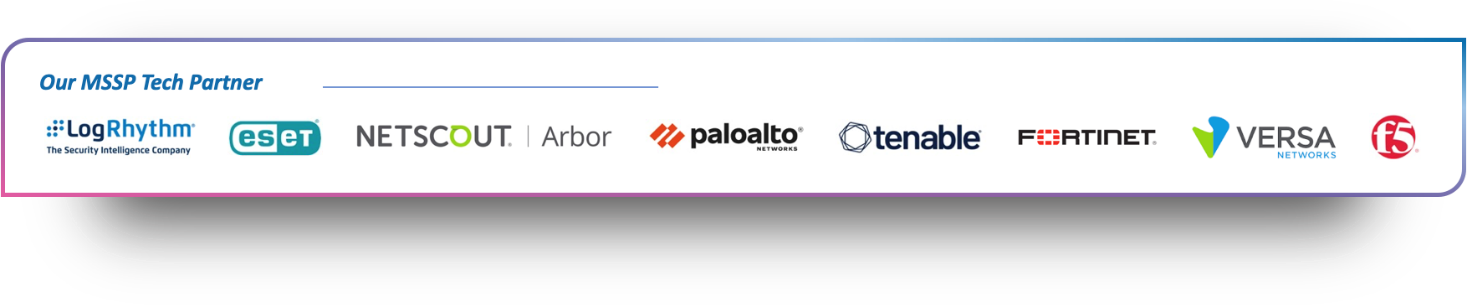 Our MSSP Tech Partner
LogRhythm®
The Security Intelligence Company
eseT®
NETSCOUT® | Arbor
paloalto®
NETWORKS
tenable®
FORTINET®
VERSA
NETWORKS
f5®